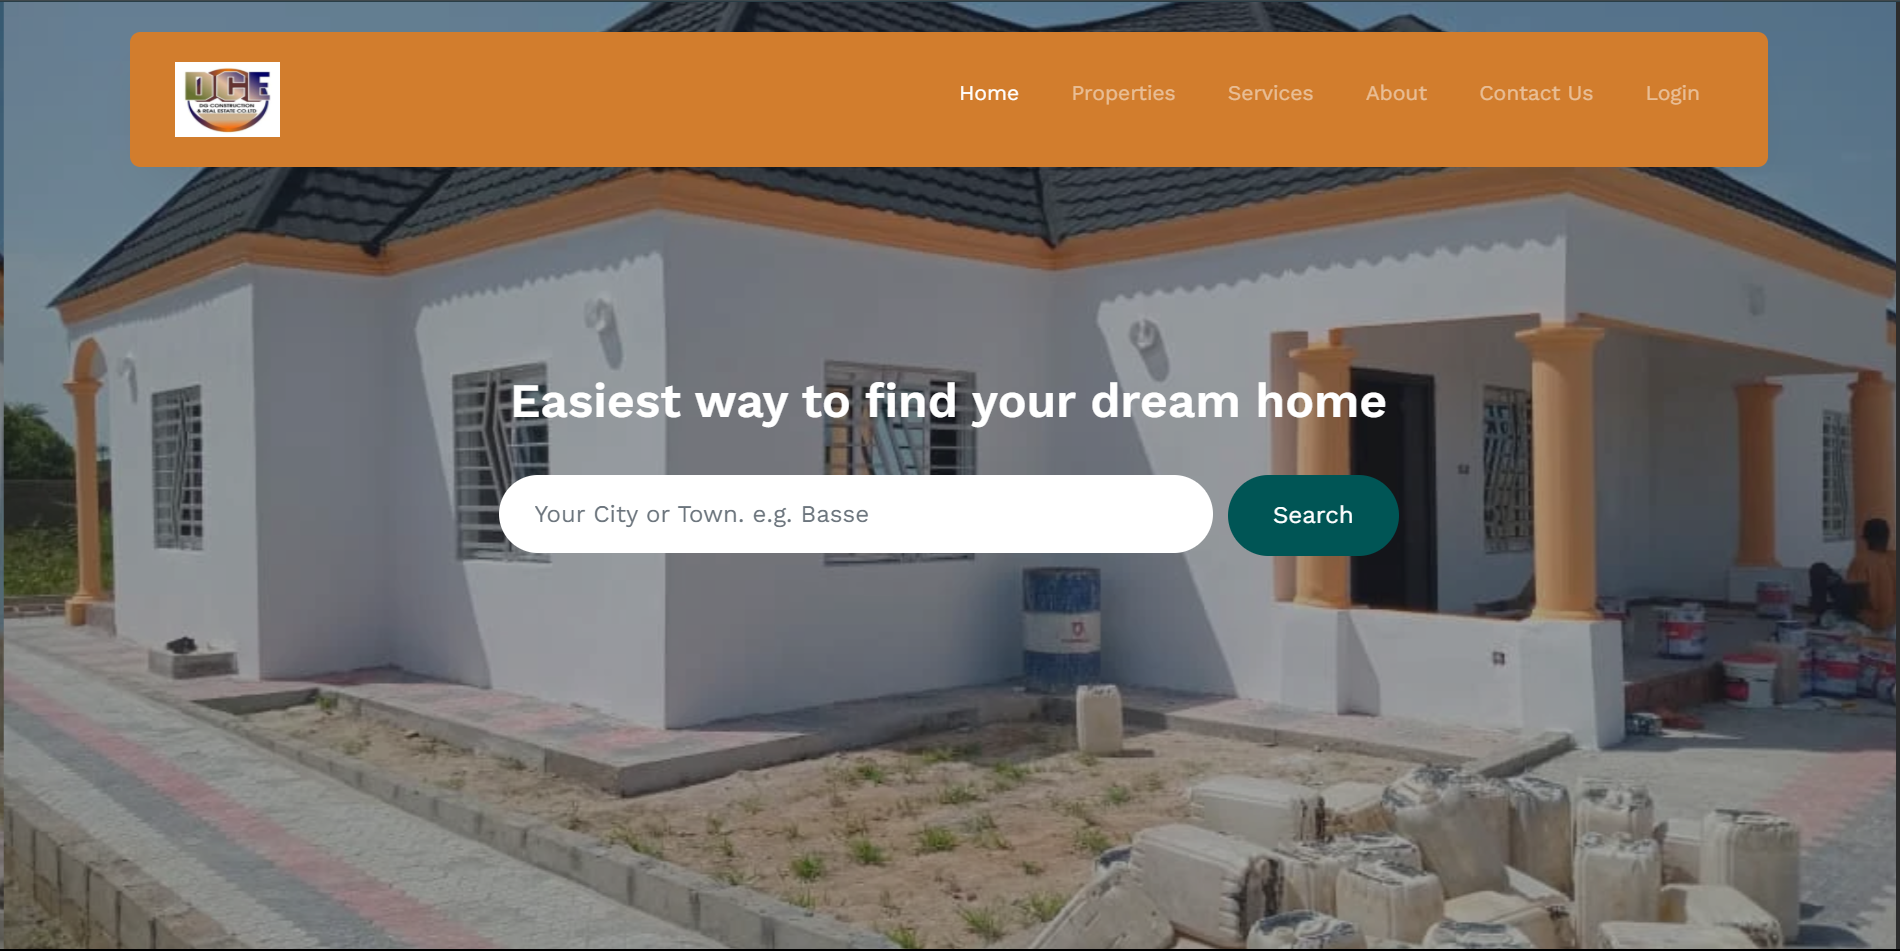 DCE
DG CONSTRUCTION
& REAL ESTATE CO LTD
Home Properties Services About Contact Us Login
Easiest way to find your dream home
Your City or Town. e.g. Basse
Search